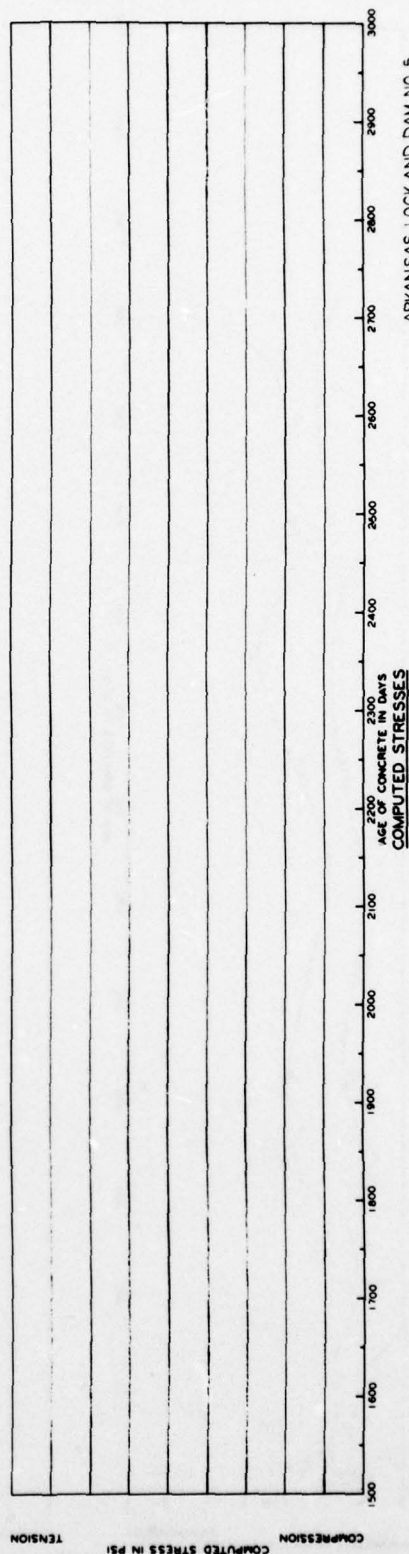 TENSION
COMPUTED STRESS IN PSI
COMPRESSION
1500 1600 1700 1800 1900 2000 2100 2200 2300 2400 2600 2600 2700 2800 2900 3000
AGE OF CONCRETE IN DAYS
COMPUTED STRESSES
ARKANSAS LOCK AND DAM NO. 5